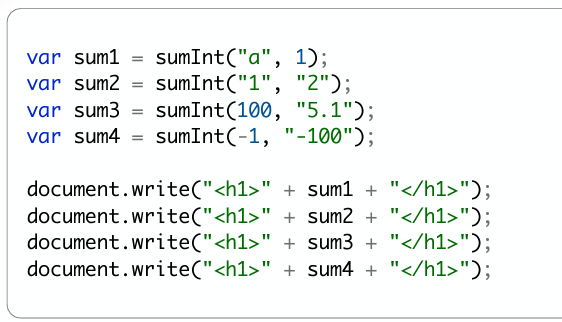 var sum1 = sumInt("a", 1);
var sum2 = sumInt("1", "2");
var sum3 = sumInt(100, "5.1");
var sum4 = sumInt(-1, "-100");
document.write("<h1>" + sum1 + "</h1>");
document.write("<h1>" + sum2 + "</h1>");
document.write("<h1>" + sum3 + "</h1>");
document.write("<h1>" + sum4 + "</h1>");